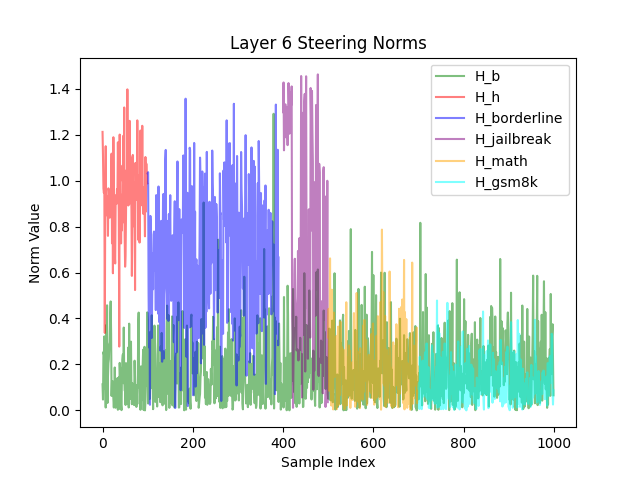 Layer 6 Steering Norms
Norm Value
1.4
1.2
1.0
0.8
0.6
0.4
0.2
0.0
H_b
H_h
H_borderline
H_jailbreak
H_math
H_gsm8k
0
200
400
600
800
1000
Sample Index